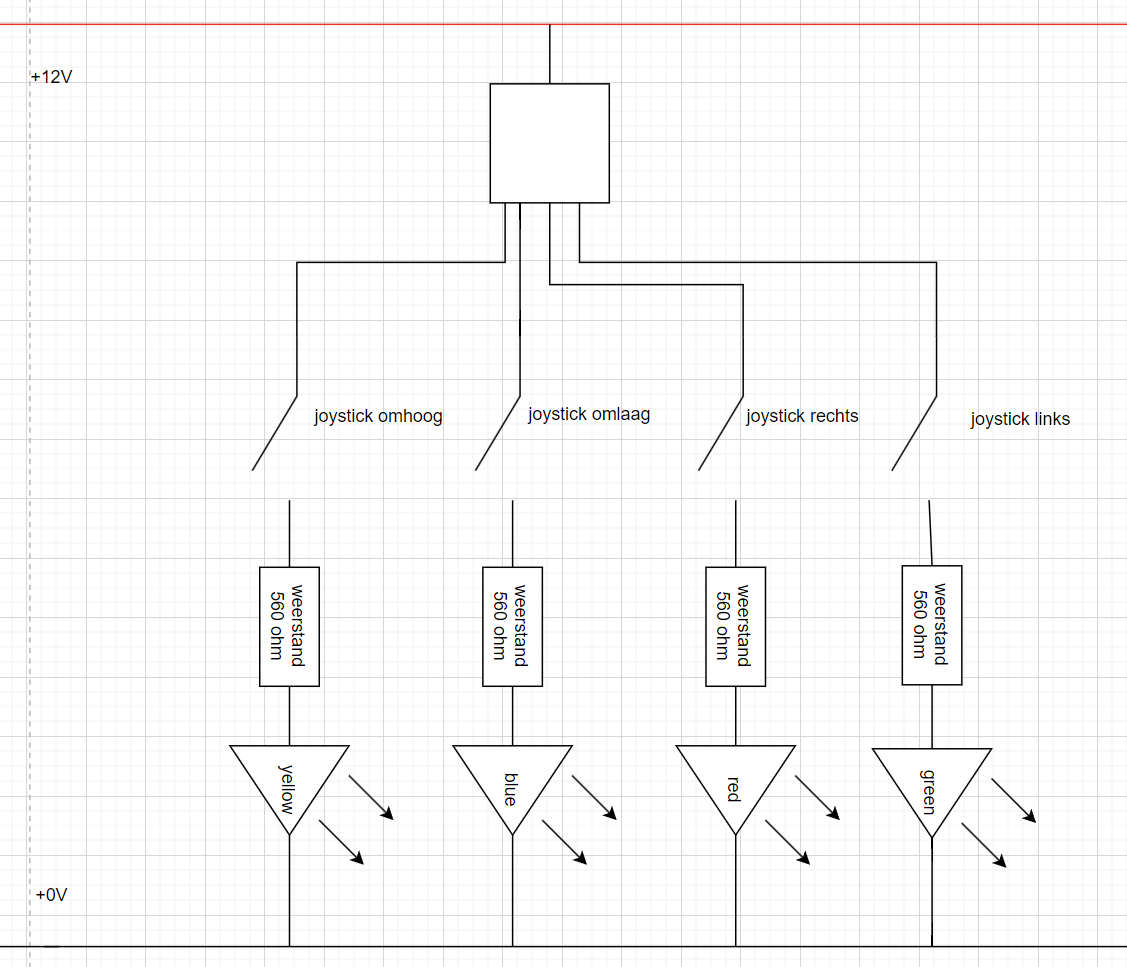 +12V
joystick omhoog
joystick omlaag
joystick rechts
joystick links
weerstand
560 ohm
weerstand
560 ohm
weerstand
560 ohm
weerstand
560 ohm
yellow
blue
red
green
+0V